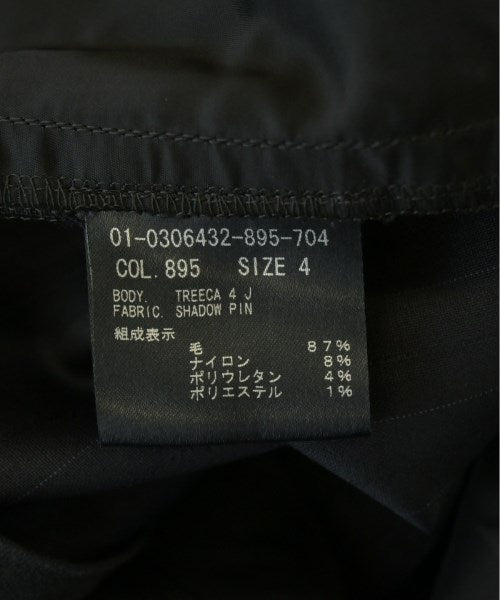 01-0306432-895-704
COL. 895 SIZE 4
BODY. TREECA 4 J
FABRIC. SHADOW PIN
組成表示
毛 87%
ナイロン 8%
ポリウレタン 4%
ポリエステル 1%